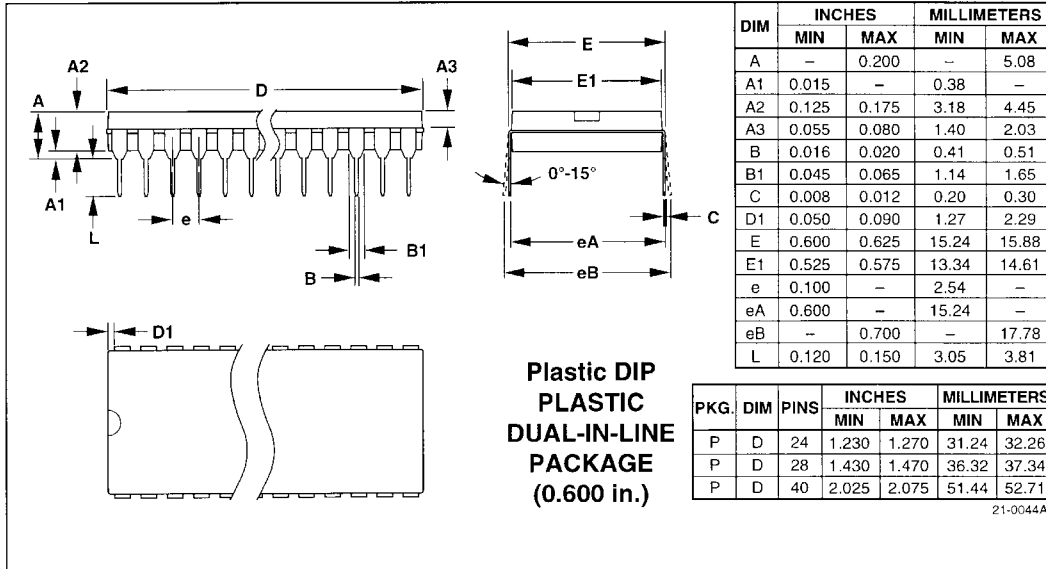 E
E1
A2
A3
D
A
0°-15°
A1
e
L
C
B1
eA
B
eB
D1
Plastic DIP
PLASTIC
DUAL-IN-LINE
PACKAGE
(0.600 in.)
DIM INCHES MILLIMETERS
MIN MAX MIN MAX
A – 0.200 – 5.08
A1 0.015 – 0.38 –
A2 0.125 0.175 3.18 4.45
A3 0.055 0.080 1.40 2.03
B 0.016 0.020 0.41 0.51
B1 0.045 0.065 1.14 1.65
C 0.008 0.012 0.20 0.30
D1 0.050 0.090 1.27 2.29
E 0.600 0.625 15.24 15.88
E1 0.525 0.575 13.34 14.61
e 0.100 – 2.54 –
eA 0.600 – 15.24 –
eB – 0.700 – 17.78
L 0.120 0.150 3.05 3.81
PKG. DIM PINS INCHES MILLIMETERS
MIN MAX MIN MAX
P D 24 1.230 1.270 31.24 32.26
P D 28 1.430 1.470 36.32 37.34
P D 40 2.025 2.075 51.44 52.71
21-0044A